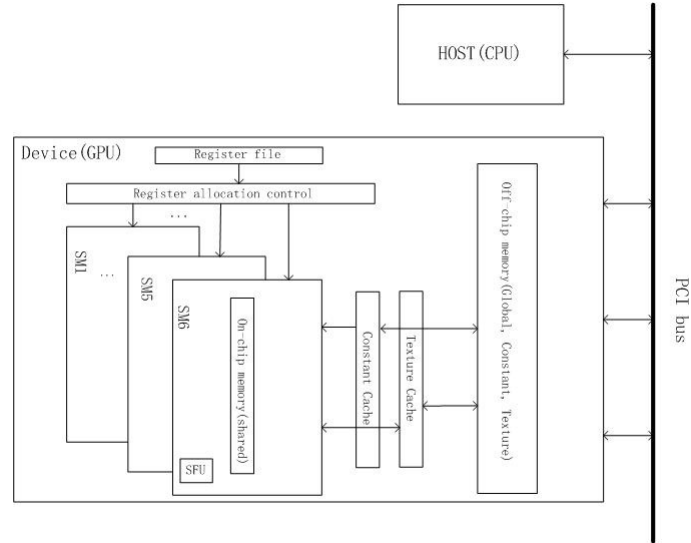 HOST(CPU)
Device(GPU)
Register file
Register allocation control
...
SM1
...
SM5
SM6
On-chip memory(shared)
SFU
Constant Cache
Texture Cache
Off-chip memory(Global, Constant, Texture)
PCI bus